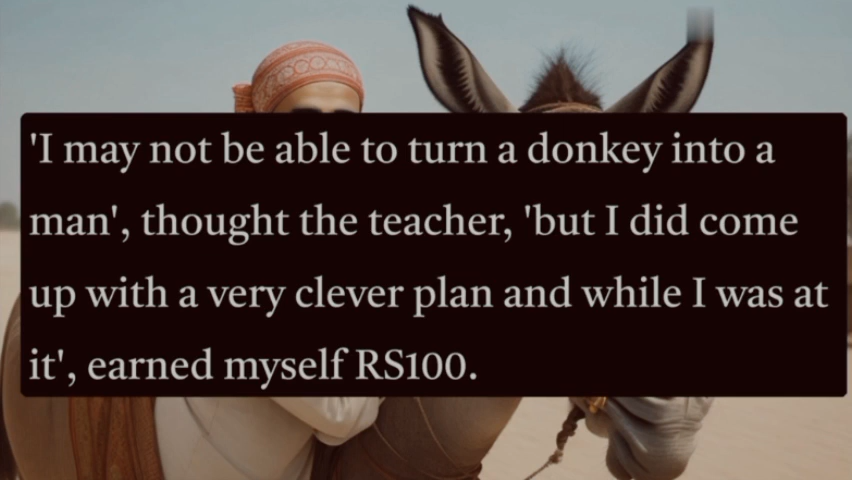 'I may not be able to turn a donkey into a
man', thought the teacher, 'but I did come
up with a very clever plan and while I was at
it', earned myself RS100.